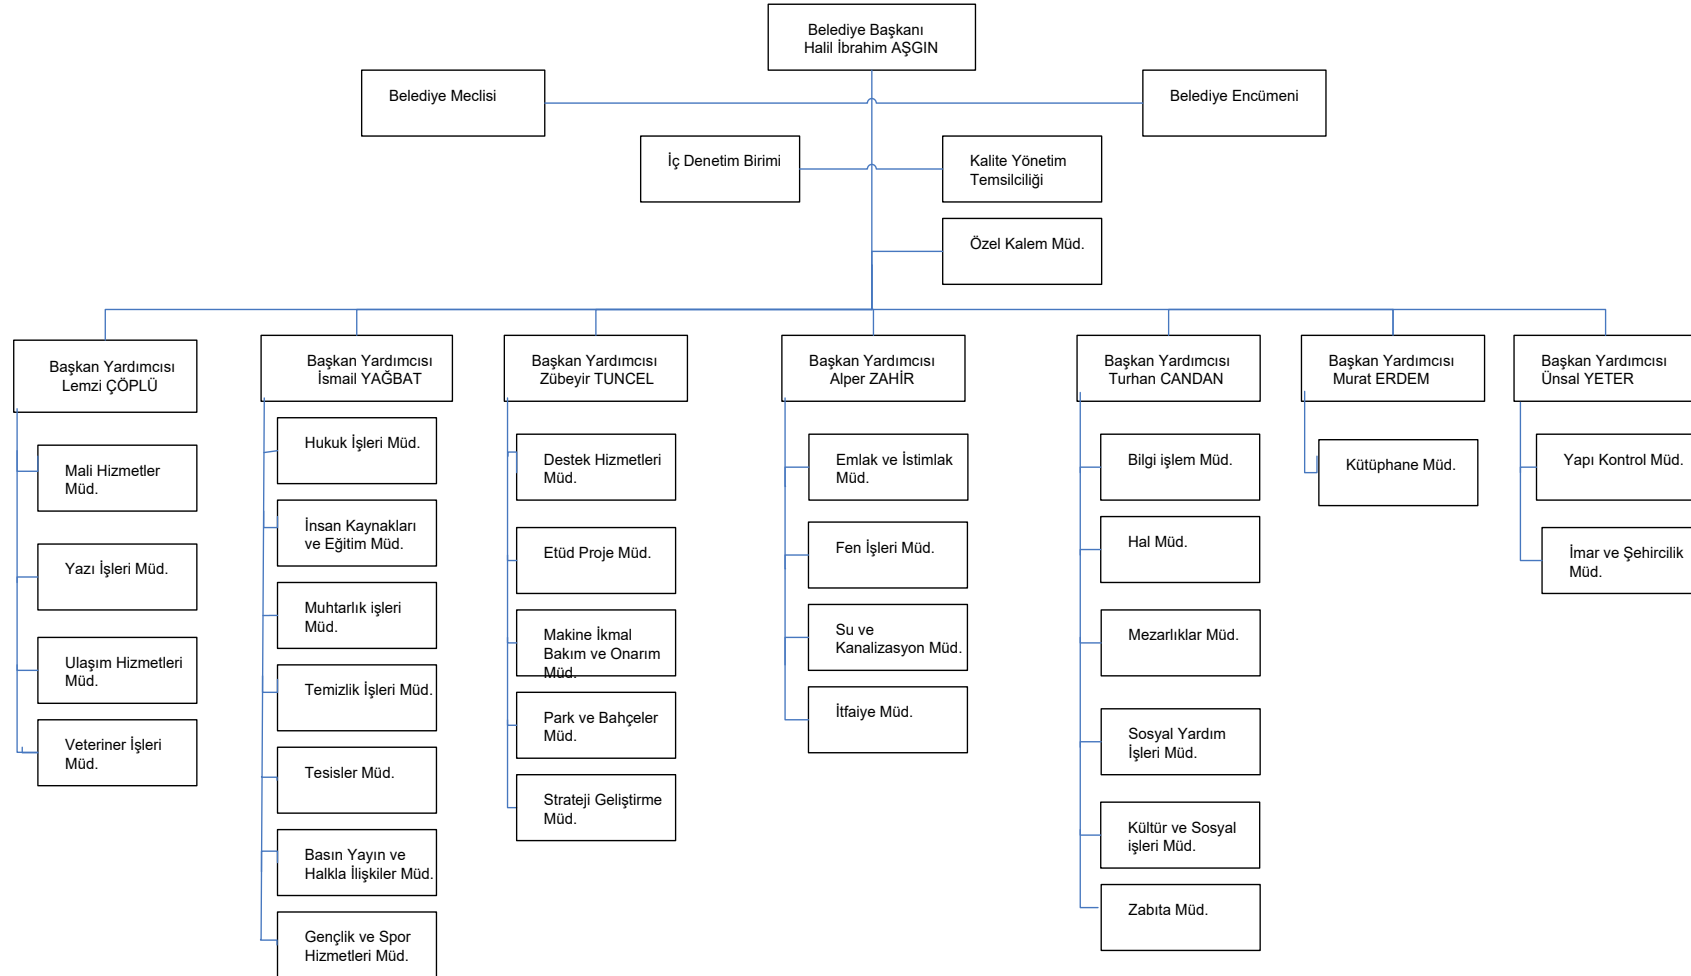 Belediye Başkanı
Halil İbrahim AŞGIN
Belediye Meclisi
Belediye Encümeni
İç Denetim Birimi
Kalite Yönetim
Temsilciliği
Özel Kalem Müd.
Başkan Yardımcısı
Lemzi ÇÖPLÜ
Mali Hizmetler
Müd.
Yazı İşleri Müd.
Ulaşım Hizmetleri
Müd.
Veteriner İşleri
Müd.
Başkan Yardımcısı
İsmail YAĞBAT
Hukuk İşleri Müd.
İnsan Kaynakları
ve Eğitim Müd.
Muhtarlık işleri
Müd.
Temizlik İşleri Müd.
Tesisler Müd.
Basın Yayın ve
Halkla İlişkiler Müd.
Gençlik ve Spor
Hizmetleri Müd.
Başkan Yardımcısı
Zübeyir TUNCEL
Destek Hizmetleri
Müd.
Etüd Proje Müd.
Makine İkmal
Bakım ve Onarım
Müd.
Park ve Bahçeler
Müd.
Strateji Geliştirme
Müd.
Başkan Yardımcısı
Alper ZAHİR
Emlak ve İstimlak
Müd.
Fen İşleri Müd.
Su ve
Kanalizasyon Müd.
İtfaiye Müd.
Başkan Yardımcısı
Turhan CANDAN
Bilgi işlem Müd.
Hal Müd.
Mezarlıklar Müd.
Sosyal Yardım
İşleri Müd.
Kültür ve Sosyal
işleri Müd.
Zabıta Müd.
Başkan Yardımcısı
Murat ERDEM
Kütüphane Müd.
Başkan Yardımcısı
Ünsal YETER
Yapı Kontrol Müd.
İmar ve Şehircilik
Müd.